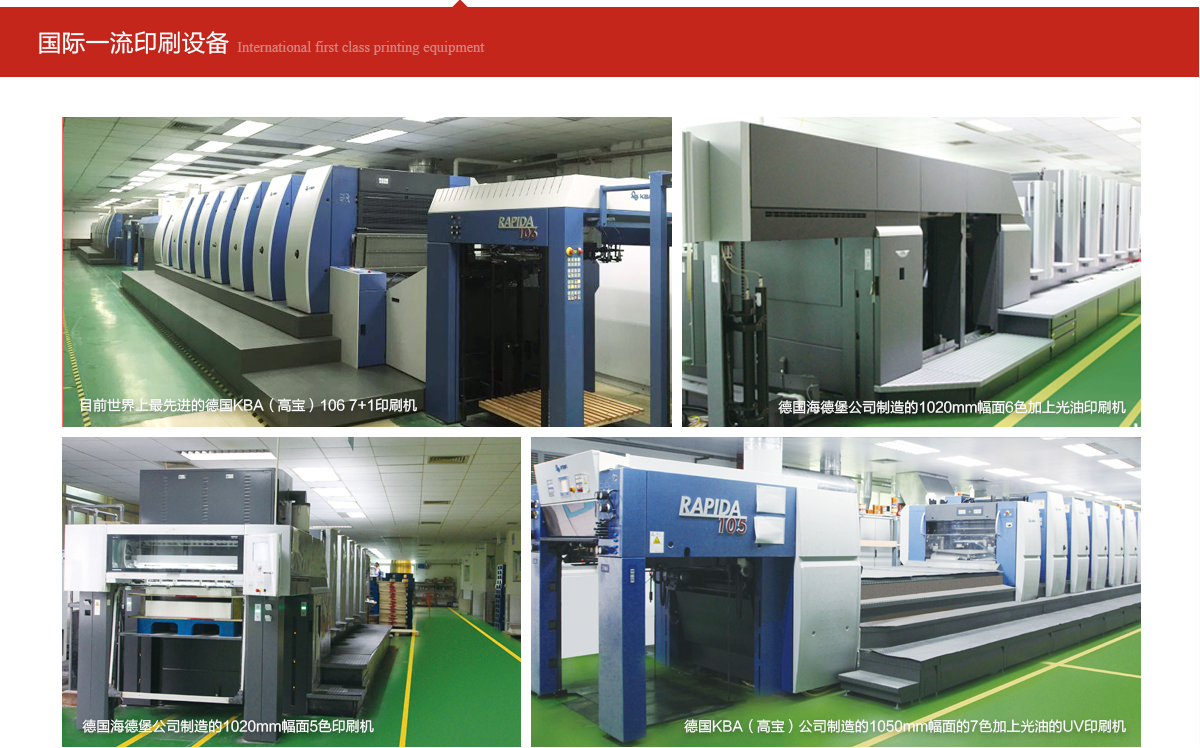 国际一流印刷设备 International first class printing equipment
RAPIDA
105
KBA
目前世界上最先进的德国KBA（高宝）106 7+1印刷机
德国海德堡公司制造的1020mm幅面6色加上光油印刷机
德国海德堡公司制造的1020mm幅面5色印刷机
RAPIDA
105
德国KBA（高宝）公司制造的1050mm幅面的7色加上光油的UV印刷机